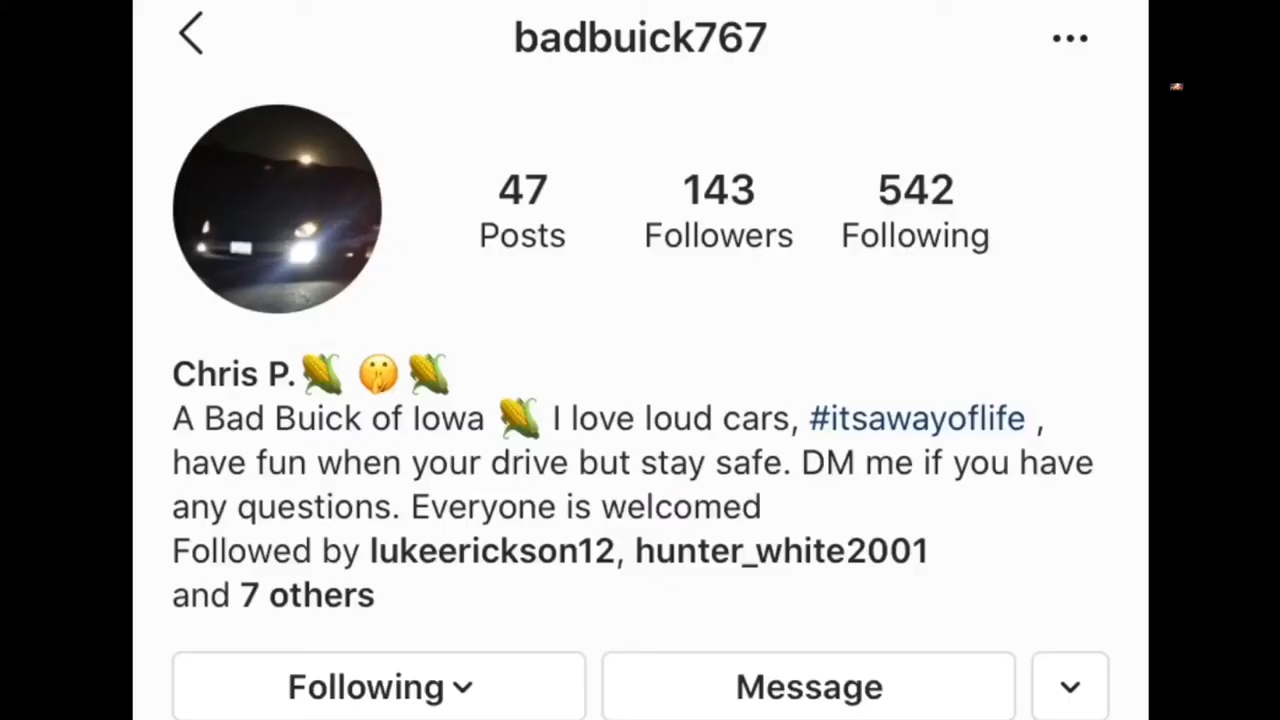 badbuick767
47 143 542
Posts Followers Following
Chris P.🌽 🤫 🌽
A Bad Buick of Iowa 🌽 I love loud cars, #itsawayoflife ,
have fun when your drive but stay safe. DM me if you have
any questions. Everyone is welcomed
Followed by lukeerickson12, hunter_white2001
and 7 others
Following Message